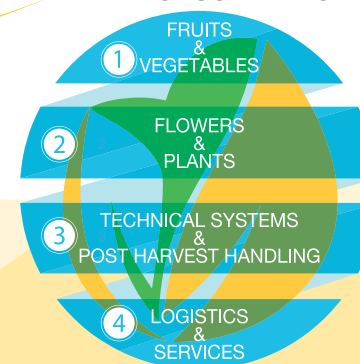 1
FRUITS
&
VEGETABLES
2
FLOWERS
&
PLANTS
3
TECHNICAL SYSTEMS
&
POST HARVEST HANDLING
4
LOGISTICS
&
SERVICES